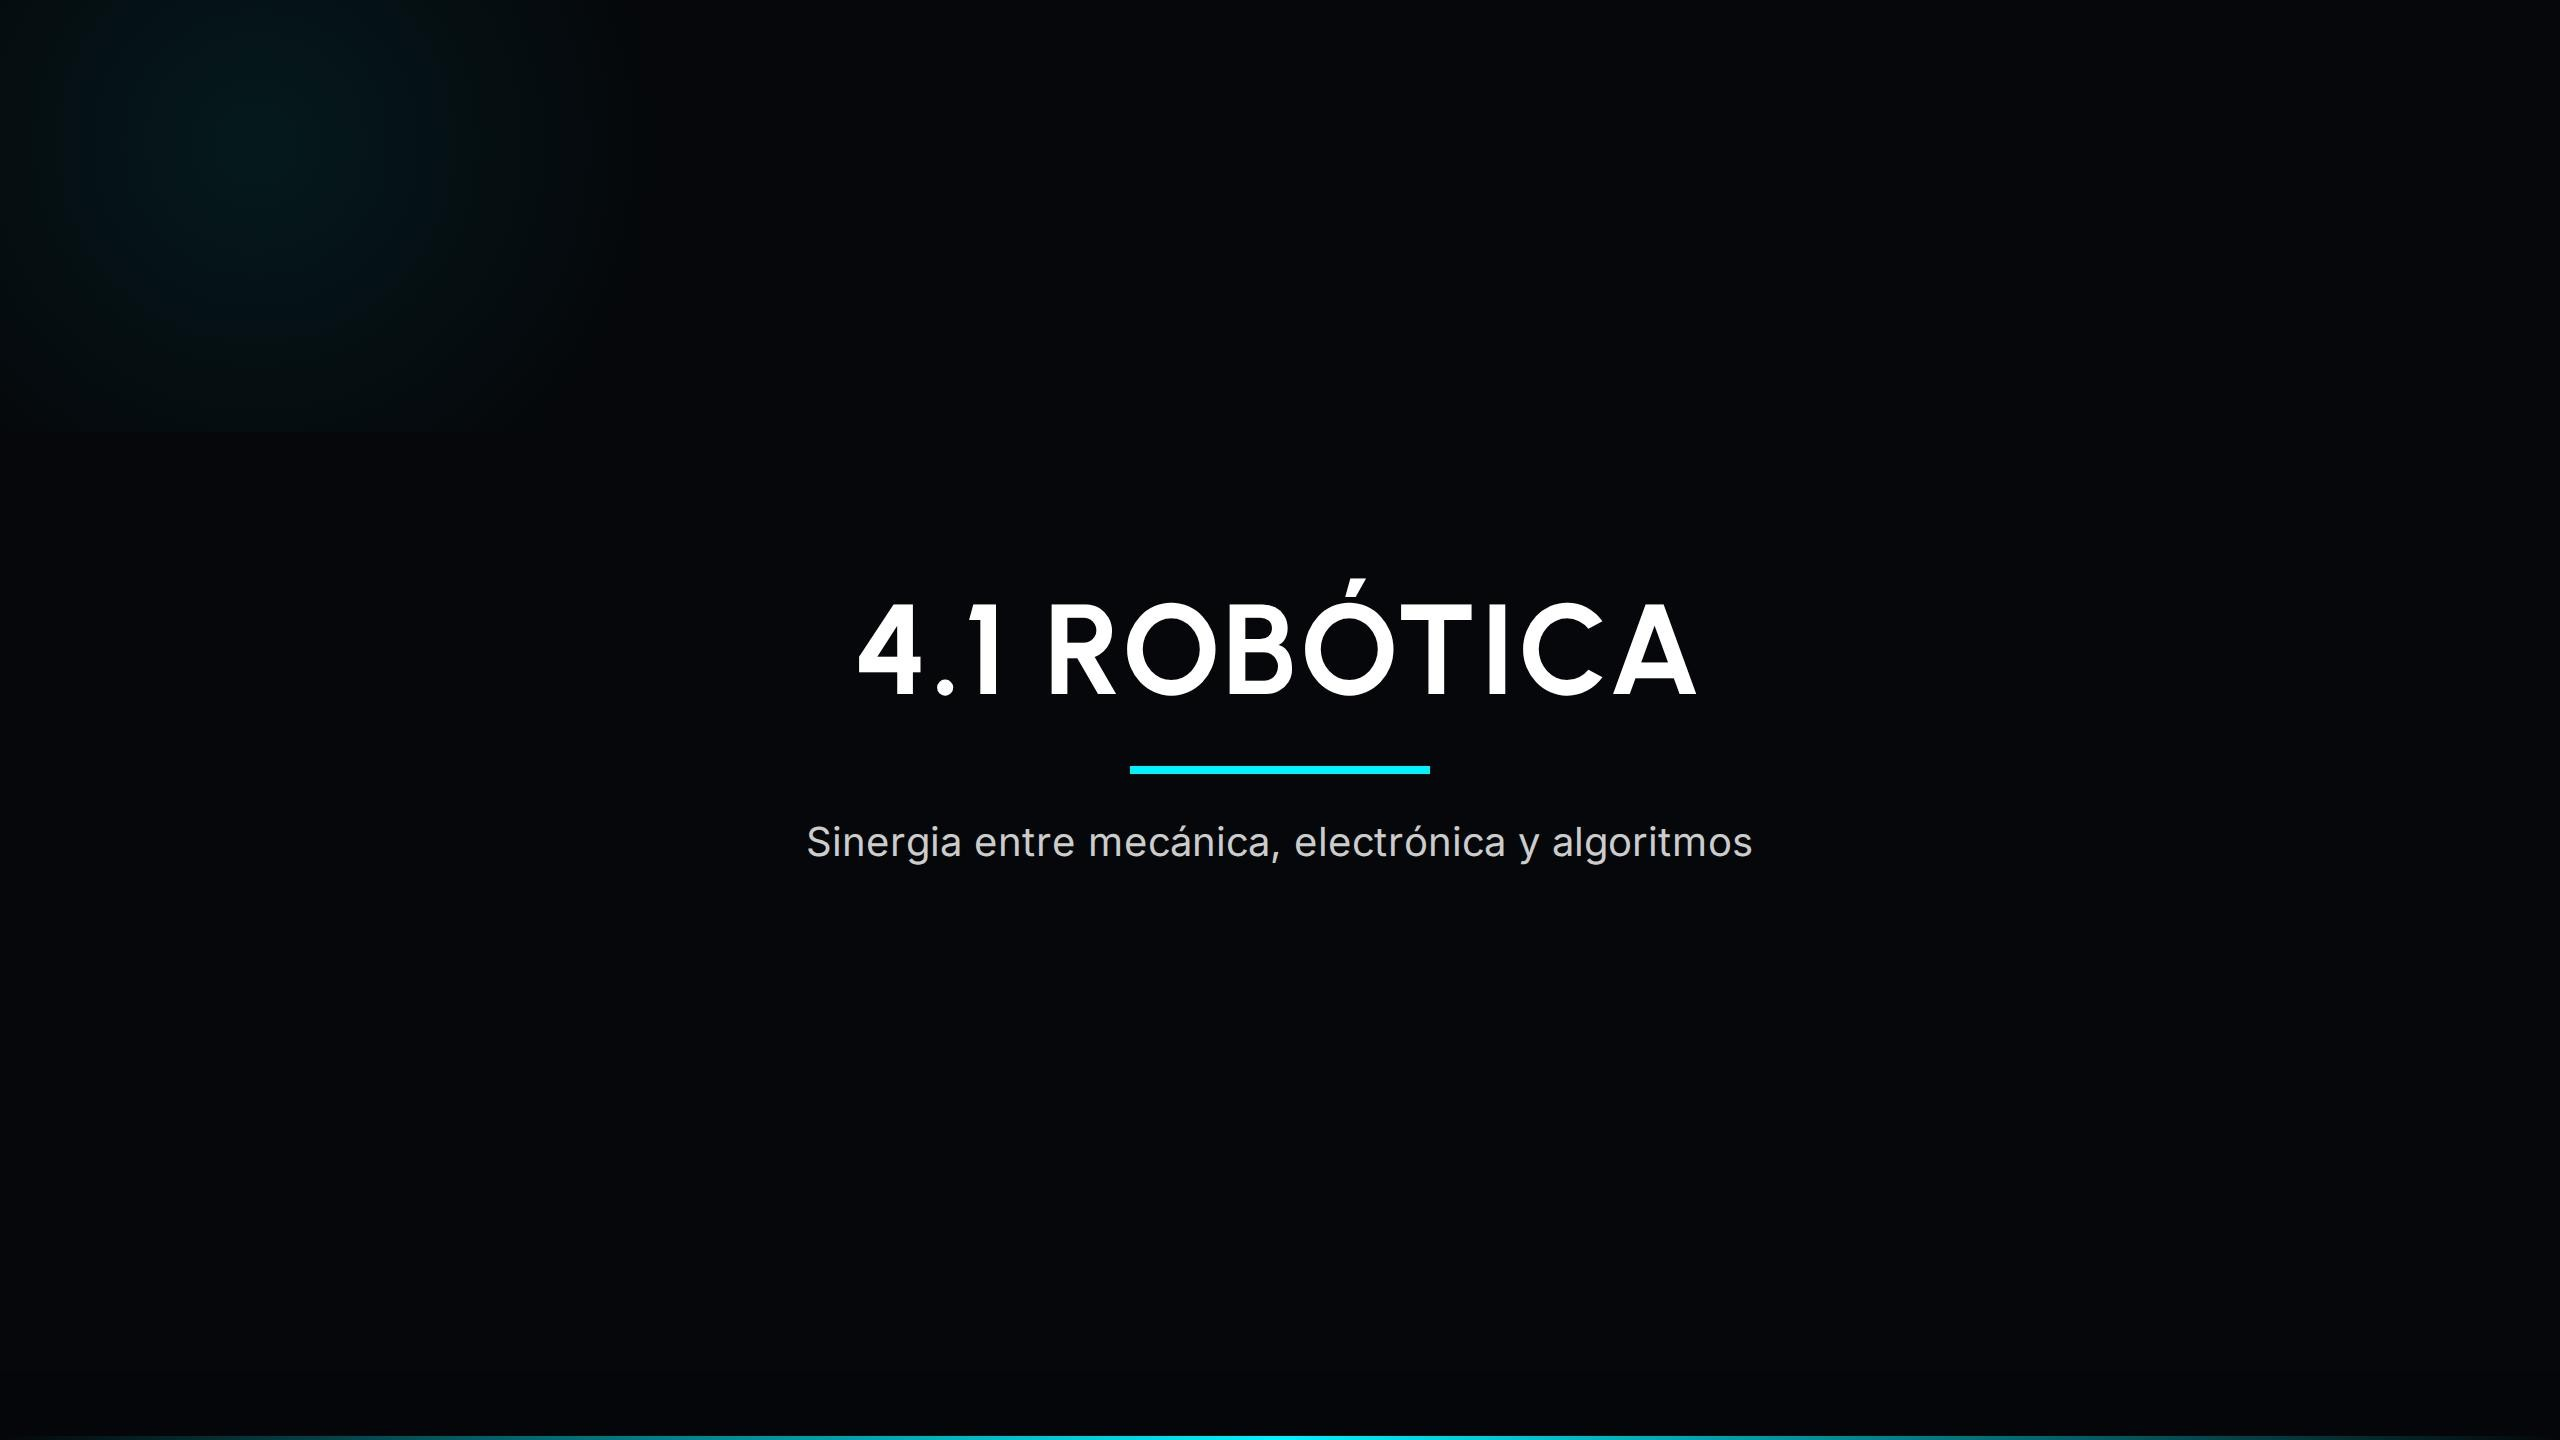 4.1 ROBÓTICA
Sinergia entre mecánica, electrónica y algoritmos